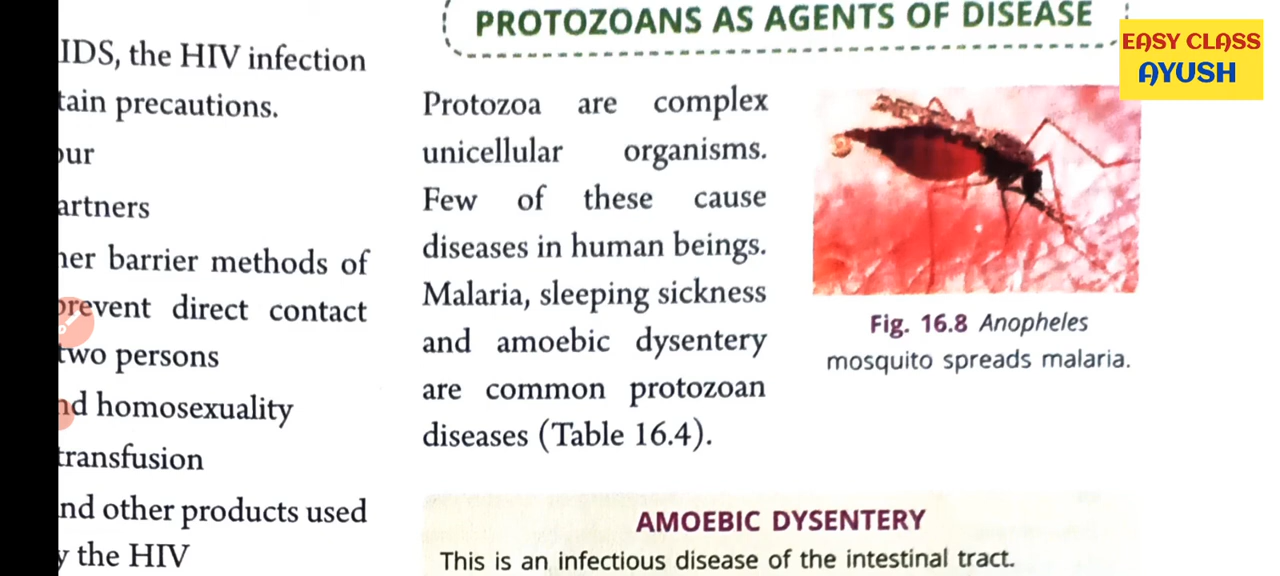 IDS, the HIV infection
tain precautions.
our
artners
her barrier methods of
prevent direct contact
two persons
nd homosexuality
transfusion
nd other products used
y the HIV
PROTOZOANS AS AGENTS OF DISEASE
Protozoa are complex
unicellular organisms.
Few of these cause
diseases in human beings.
Malaria, sleeping sickness
and amoebic dysentery
are common protozoan
diseases (Table 16.4).
EASY CLASS
AYUSH
Fig. 16.8 Anopheles
mosquito spreads malaria.
AMOEBIC DYSENTERY
This is an infectious disease of the intestinal tract.